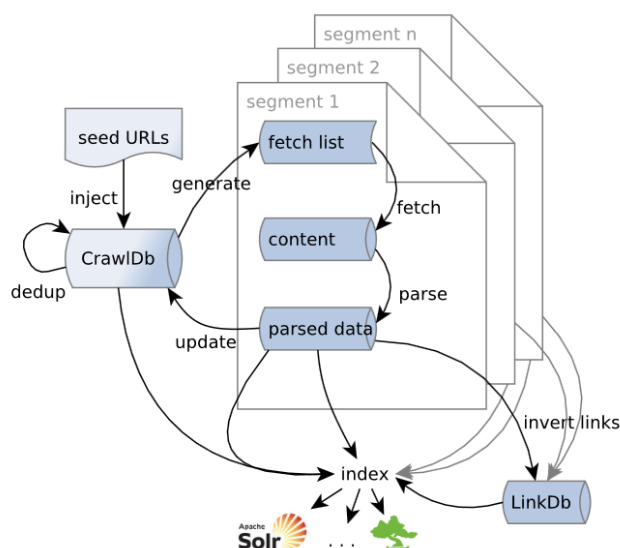 segment n
segment 2
segment 1
seed URLs
fetch list
generate
inject
fetch
content
CrawlDb
dedup
parse
parsed data
update
invert links
index
LinkDb
Apache
Solr
. . .